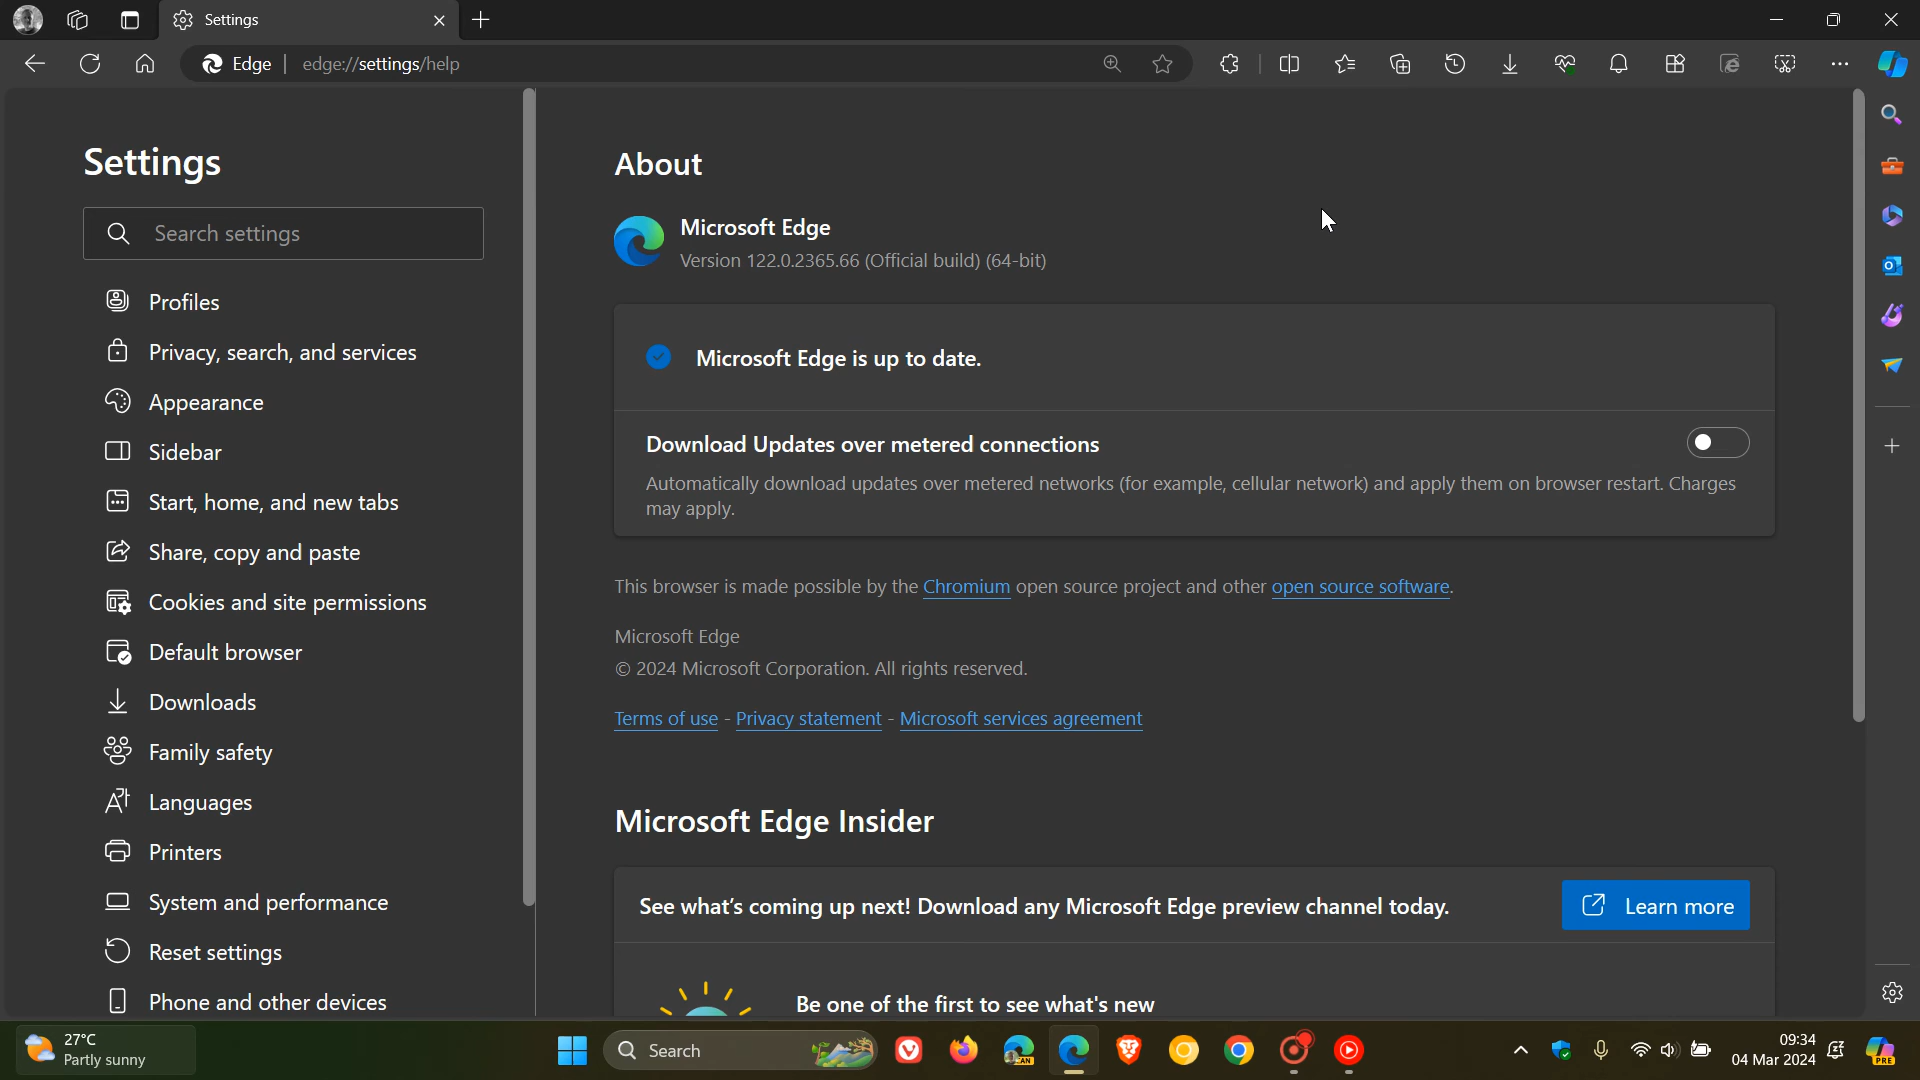 Settings
Edge
edge://settings/help
Settings
Search settings
Profiles
Privacy, search, and services
Appearance
Sidebar
Start, home, and new tabs
Share, copy and paste
Cookies and site permissions
Default browser
Downloads
Family safety
Languages
Printers
System and performance
Reset settings
Phone and other devices
About
Microsoft Edge
Version 122.0.2365.66 (Official build) (64-bit)
Microsoft Edge is up to date.
Download Updates over metered connections
Automatically download updates over metered networks (for example, cellular network) and apply them on browser restart. Charges
may apply.
This browser is made possible by the Chromium open source project and other open source software.
Microsoft Edge
© 2024 Microsoft Corporation. All rights reserved.
Terms of use - Privacy statement - Microsoft services agreement
Microsoft Edge Insider
See what's coming up next! Download any Microsoft Edge preview channel today.
Learn more
Be one of the first to see what's new
27°C
Partly sunny
Search
CAN
09:34
04 Mar 2024
PRE